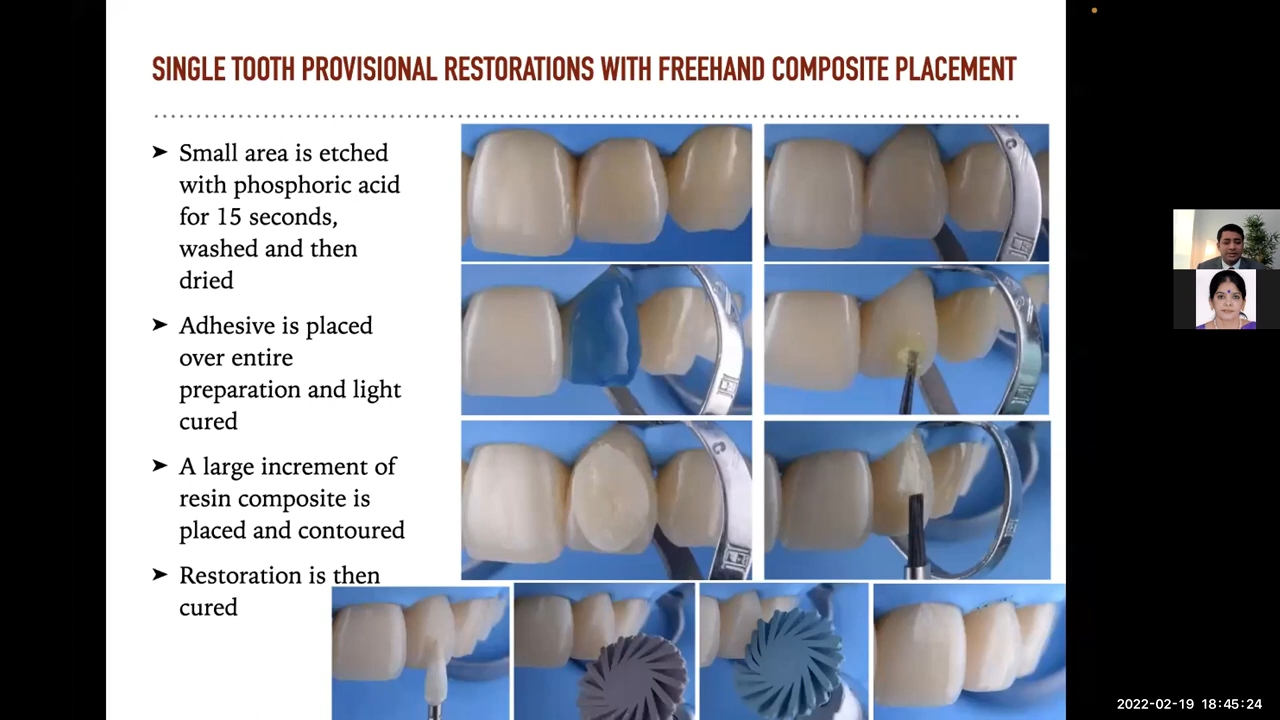 SINGLE TOOTH PROVISIONAL RESTORATIONS WITH FREEHAND COMPOSITE PLACEMENT
➤ Small area is etched
with phosphoric acid
for 15 seconds,
washed and then
dried
➤ Adhesive is placed
over entire
preparation and light
cured
➤ A large increment of
resin composite is
placed and contoured
➤ Restoration is then
cured
2022-02-19 18:45:24